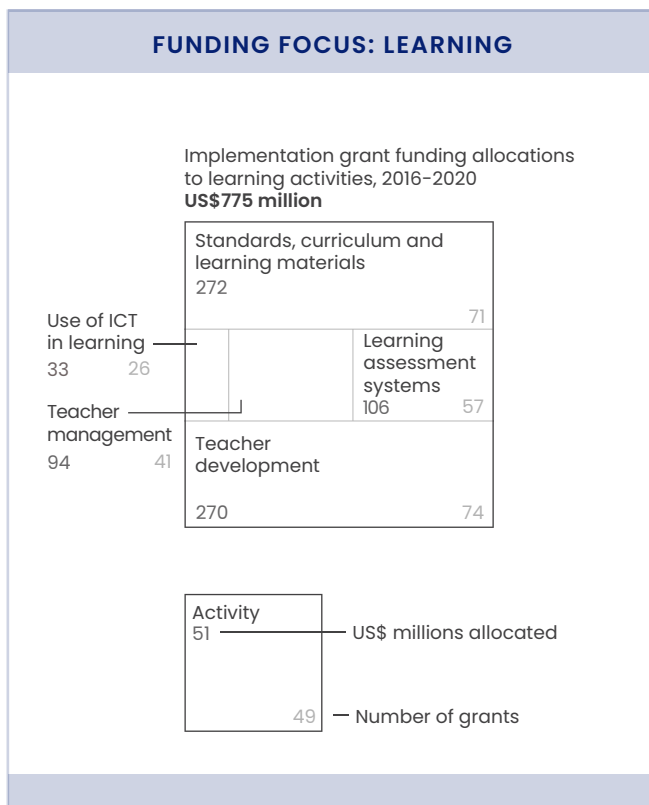 FUNDING FOCUS: LEARNING
Implementation grant funding allocations
to learning activities, 2016-2020
US$775 million
Standards, curriculum and
learning materials
272
71
Use of ICT
in learning
33 26
Teacher
management
94 41
Learning
assessment
systems
106 57
Teacher
development
270 74
Activity
51
US$ millions allocated
49
Number of grants